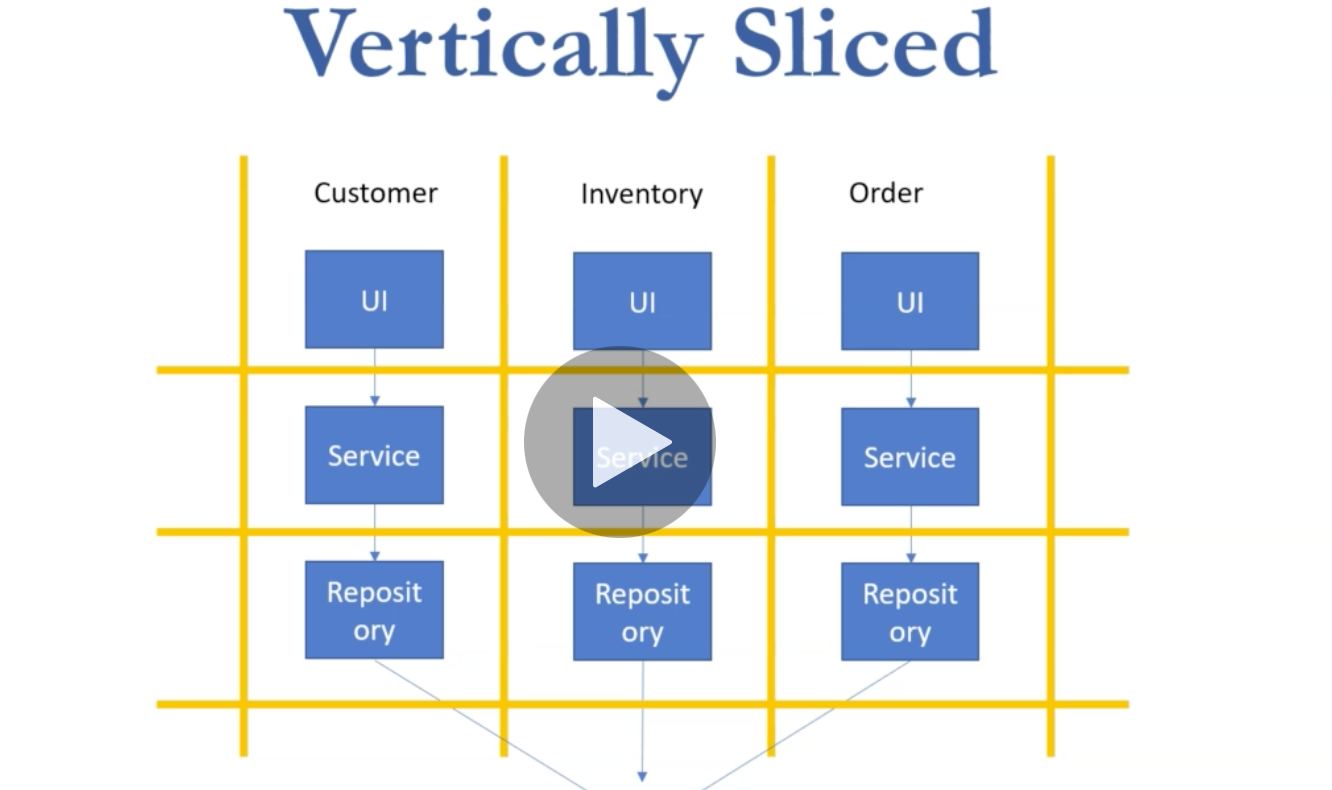 Vertically Sliced
Customer
Inventory
Order
UI
UI
UI
Service
Service
Service
Reposit
ory
Reposit
ory
Reposit
ory